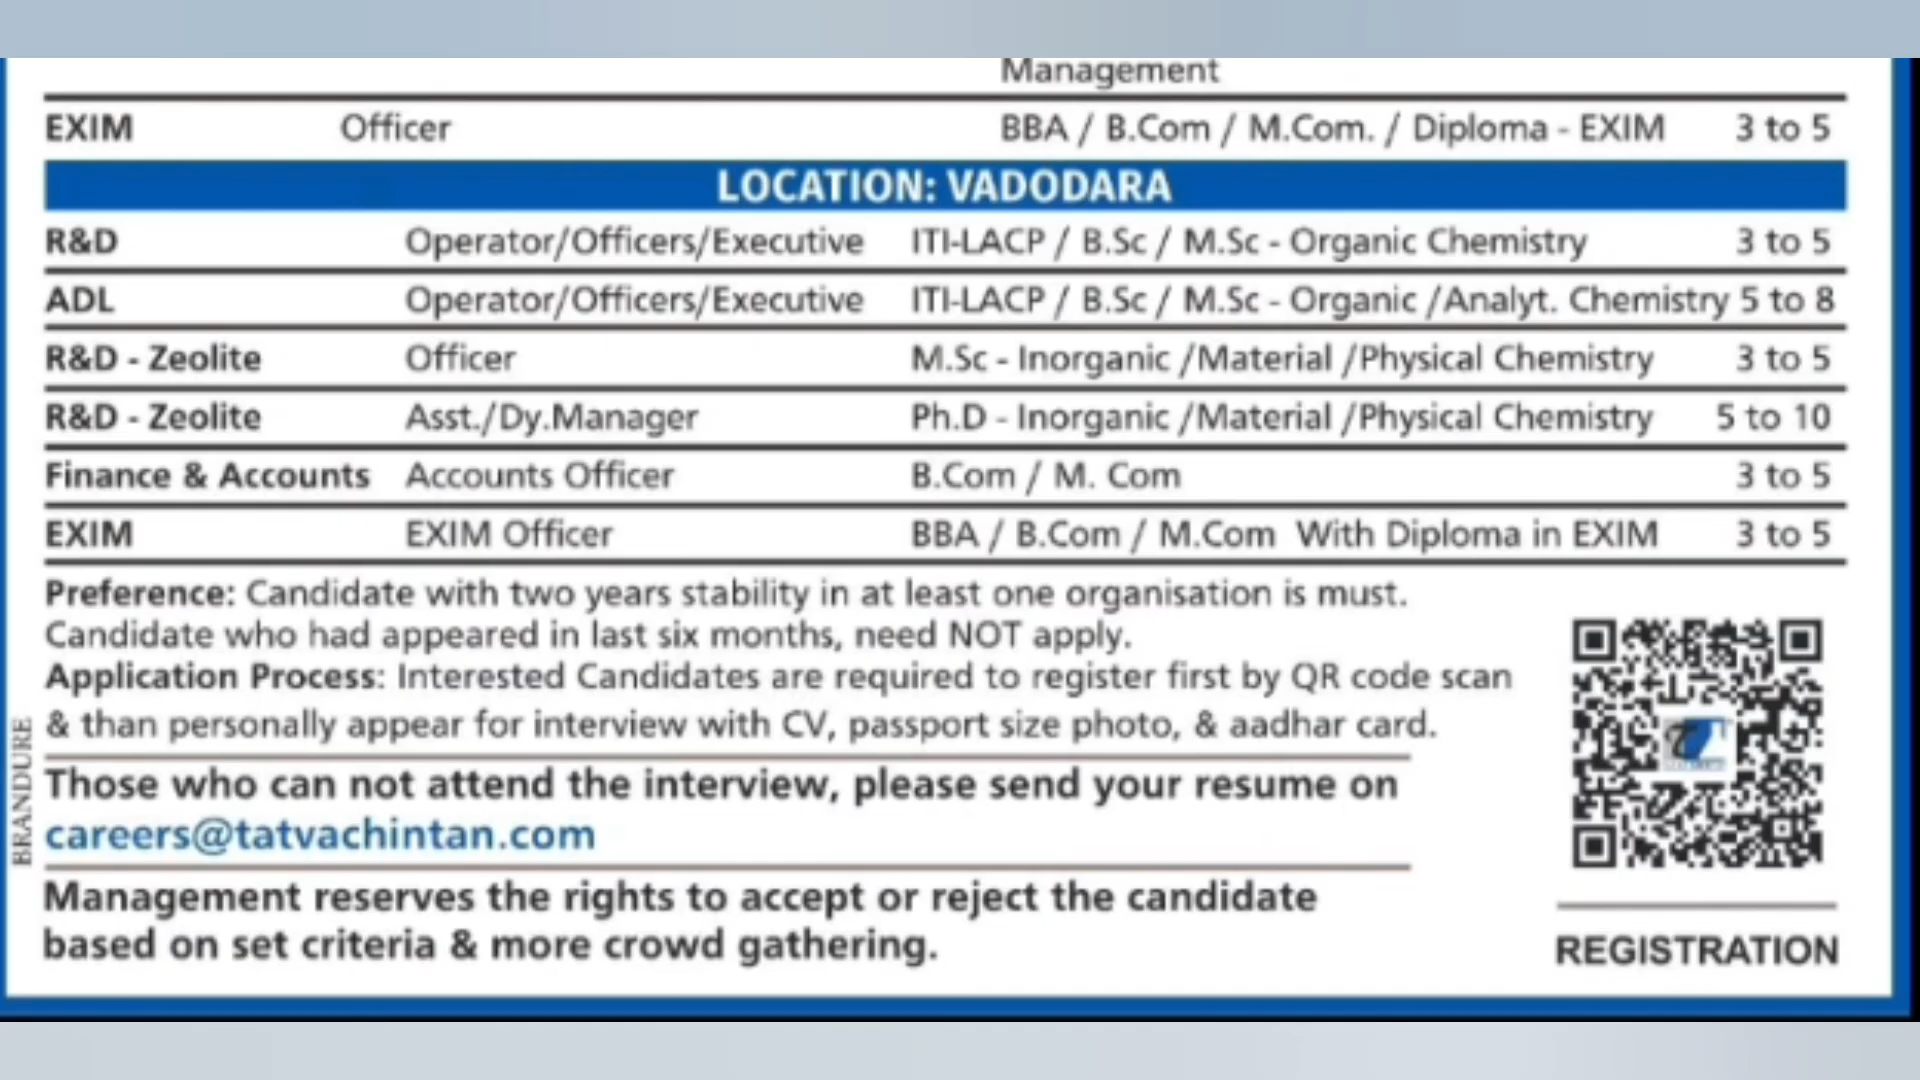 Management
EXIM Officer BBA / B.Com / M.Com. / Diploma - EXIM 3 to 5
LOCATION: VADODARA
R&D Operator/Officers/Executive ITI-LACP / B.Sc / M.Sc - Organic Chemistry 3 to 5
ADL Operator/Officers/Executive ITI-LACP / B.Sc / M.Sc - Organic /Analyt. Chemistry 5 to 8
R&D - Zeolite Officer M.Sc - Inorganic /Material /Physical Chemistry 3 to 5
R&D - Zeolite Asst./Dy.Manager Ph.D - Inorganic /Material /Physical Chemistry 5 to 10
Finance & Accounts Accounts Officer B.Com / M. Com 3 to 5
EXIM EXIM Officer BBA / B.Com / M.Com With Diploma in EXIM 3 to 5
Preference: Candidate with two years stability in at least one organisation is must.
Candidate who had appeared in last six months, need NOT apply.
Application Process: Interested Candidates are required to register first by QR code scan
& than personally appear for interview with CV, passport size photo, & aadhar card.
Those who can not attend the interview, please send your resume on
careers@tatvachintan.com
Management reserves the rights to accept or reject the candidate
based on set criteria & more crowd gathering.
REGISTRATION
BRANDURE